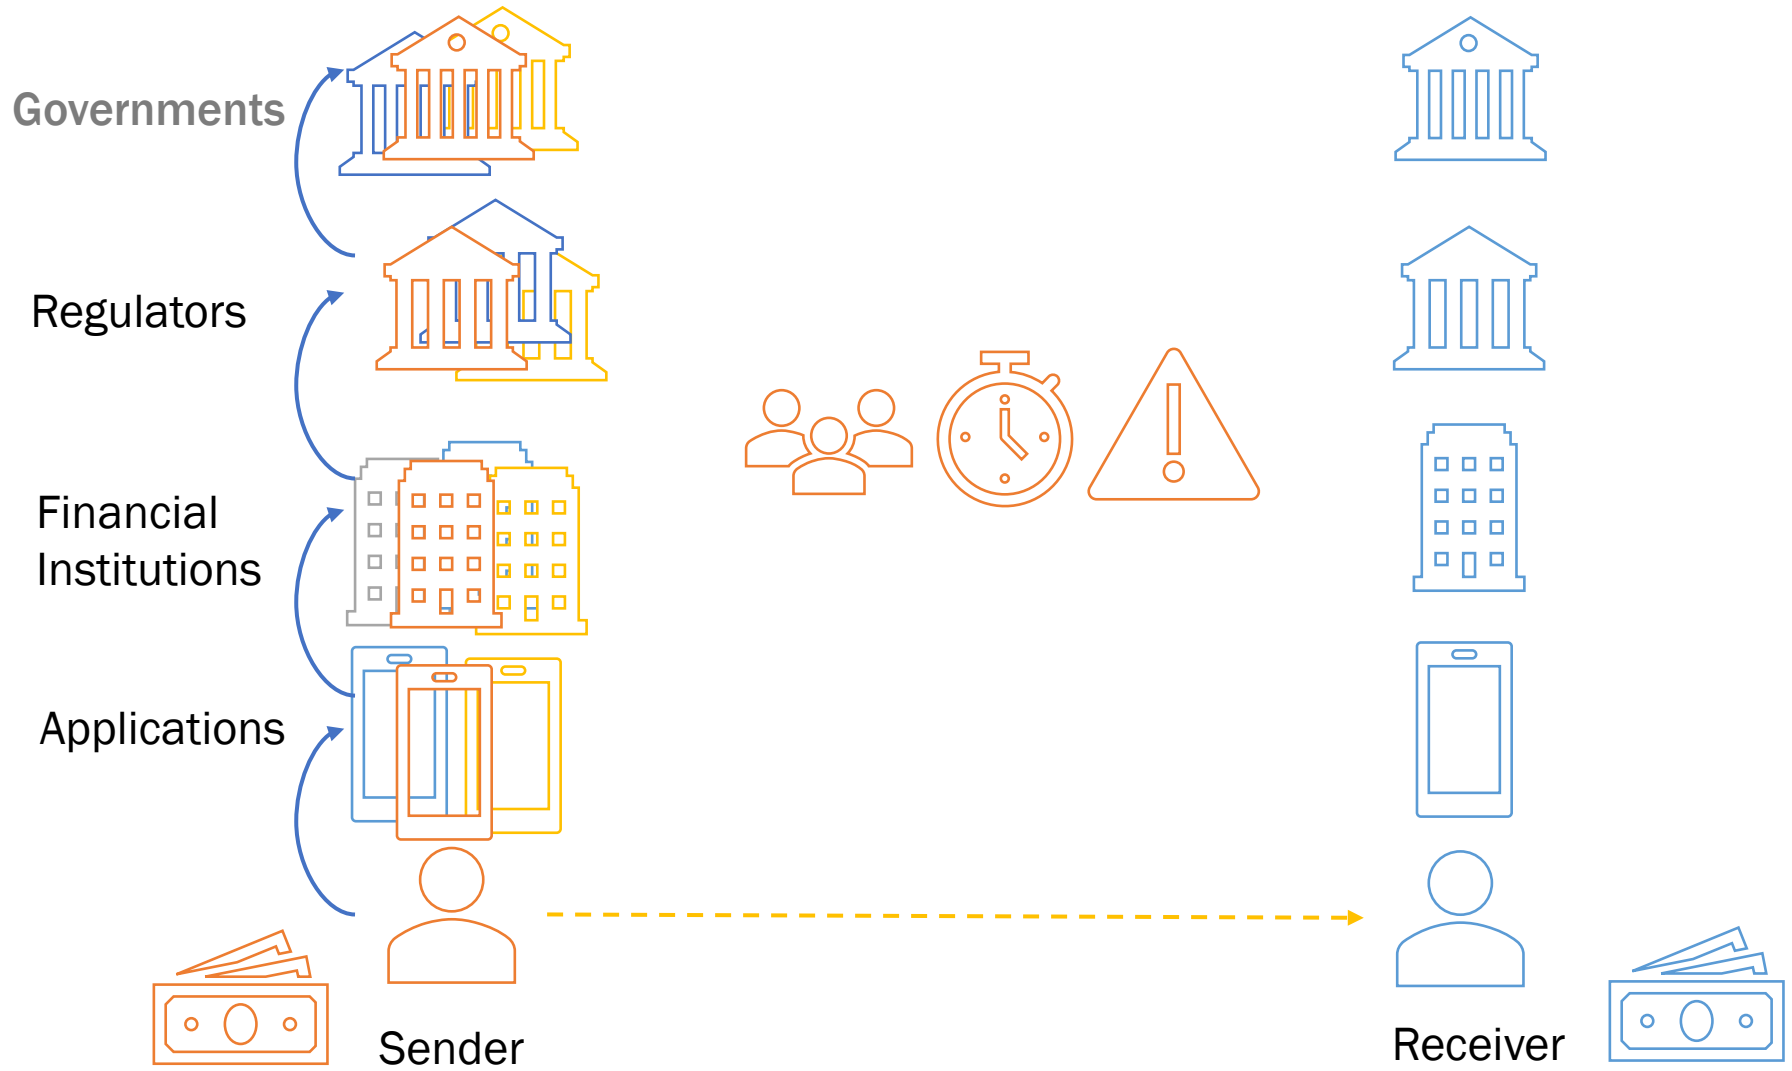 Governments
Regulators
Financial
Institutions
Applications
Sender
Receiver